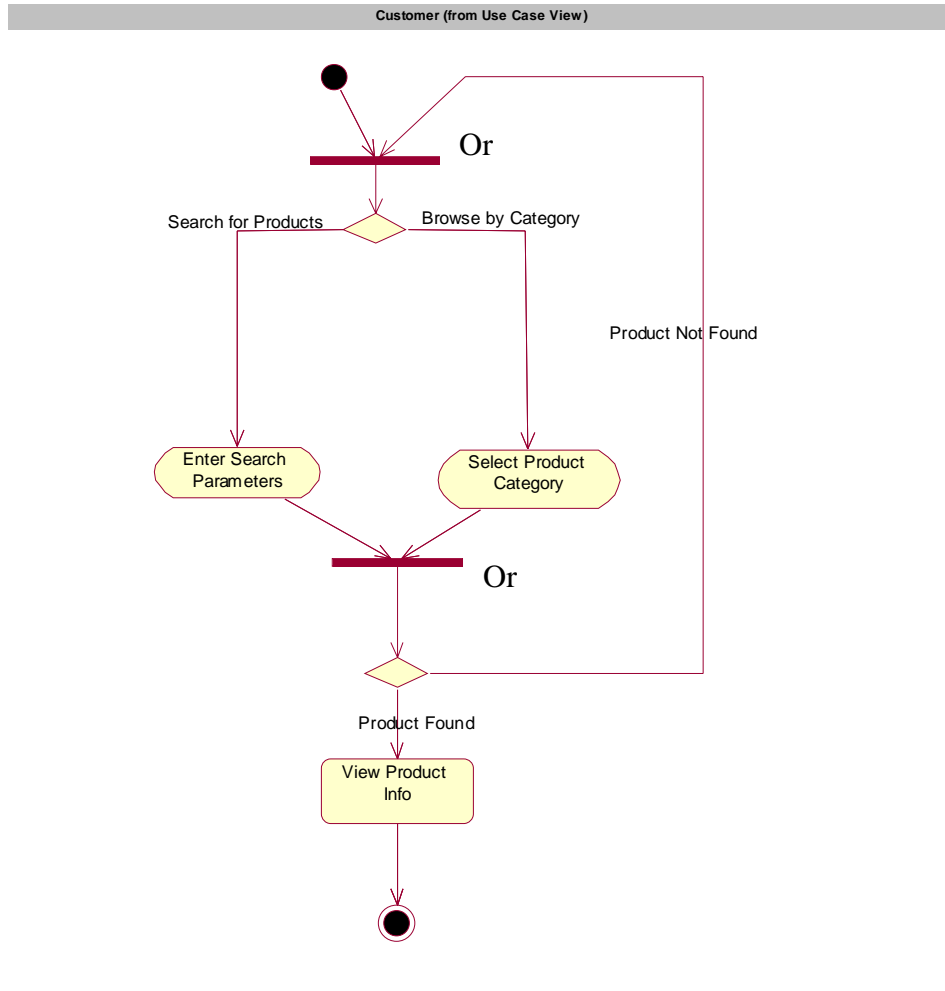 Customer (from Use Case View)
Or
Search for Products
Browse by Category
Product Not Found
Enter Search
Parameters
Select Product
Category
Or
Product Found
View Product
Info